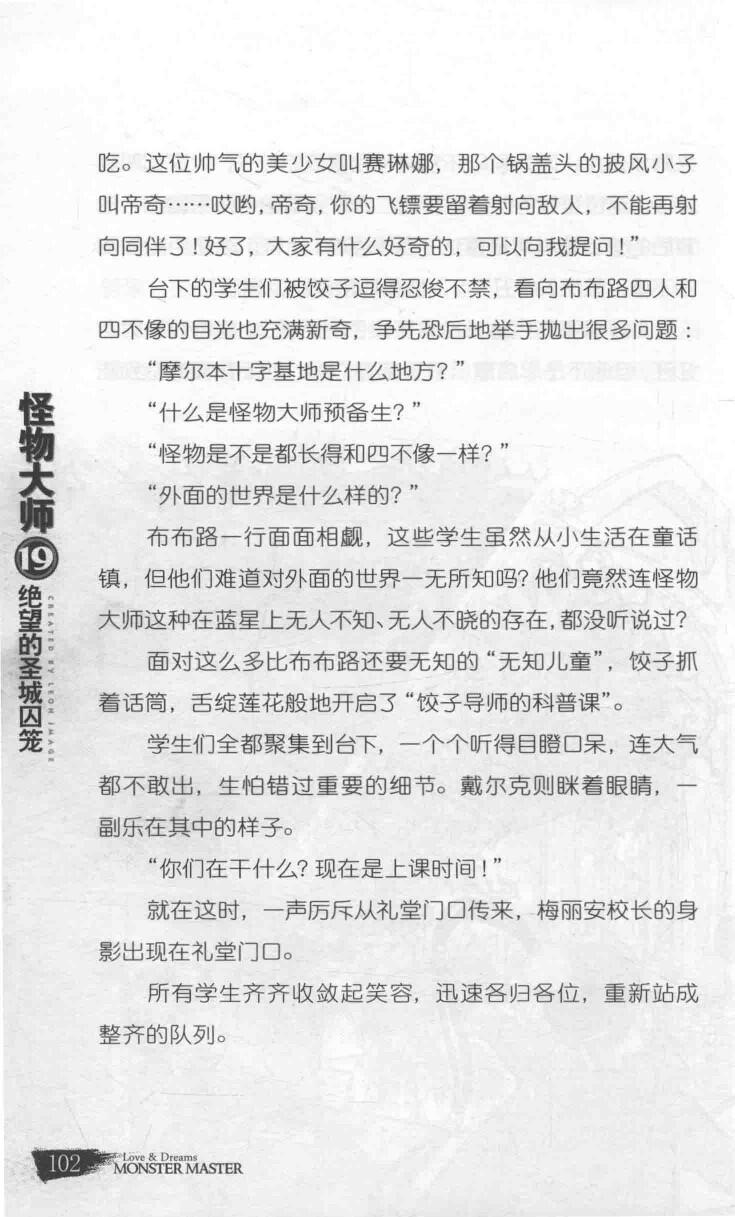 吃。这位帅气的美少女叫赛琳娜，那个锅盖头的披风小子
叫帝奇……哎哟，帝奇，你的飞镖要留着射向敌人，不能再射
向同伴了！好了，大家有什么好奇的，可以向我提问！”
台下的学生们被饺子逗得忍俊不禁，看向布布路四人和
四不像的目光也充满新奇，争先恐后地举手抛出很多问题：
“摩尔本十字基地是什么地方？”
“什么是怪物大师预备生？”
“怪物是不是都长得和四不像一样？”
“外面的世界是什么样的？”
布布路一行面面相觑，这些学生虽然从小生活在童话
镇，但他们难道对外面的世界一无所知吗？他们竟然连怪物
大师这种在蓝星上无人不知、无人不晓的存在，都没听说过？
面对这么多比布布路还要无知的“无知儿童”，饺子抓
着话筒，舌绽莲花般地开启了“饺子导师的科普课”。
学生们全都聚集到台下，一个个听得目瞪口呆，连大气
都不敢出，生怕错过重要的细节。戴尔克则眯着眼睛，一
副乐在其中的样子。
“你们在干什么？现在是上课时间！”
就在这时，一声厉斥从礼堂门口传来，梅丽安校长的身
影出现在礼堂门口。
所有学生齐齐收敛起笑容，迅速各归各位，重新站成
整齐的队列。
怪物大师19绝望的圣城囚笼
CREATED BY LEON IMAGE
102
Love & Dreams
MONSTER MASTER